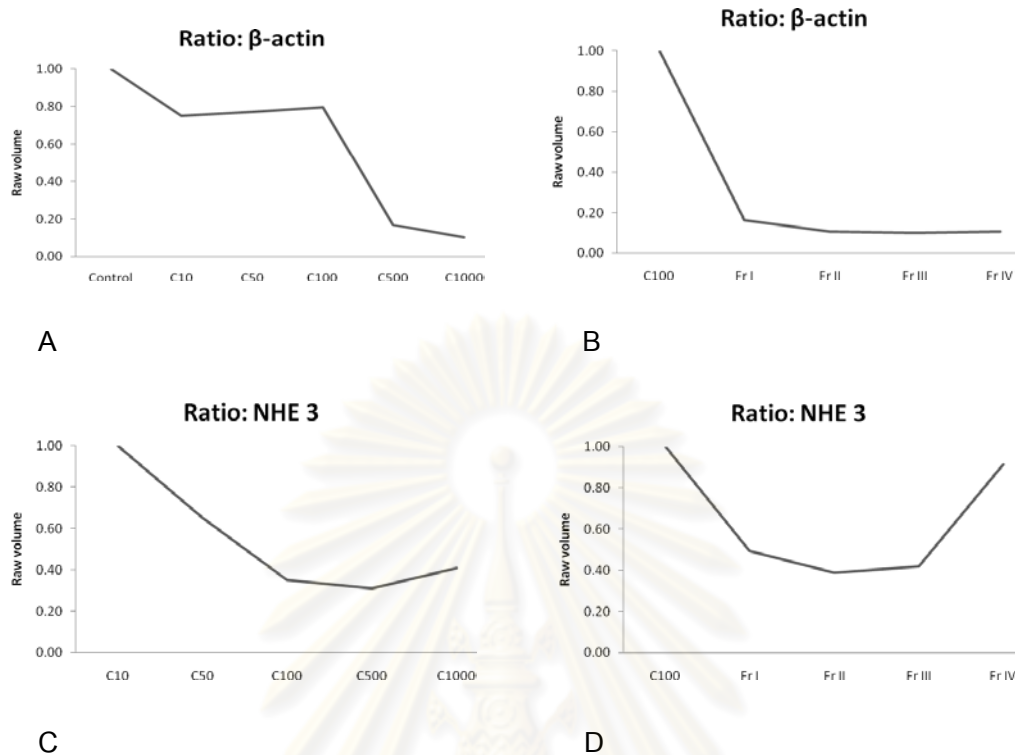 Ratio: β-actin
Raw volume
1.00
0.80
0.60
0.40
0.20
0.00
Control C10 C50 C100 C500 C1000
A
Ratio: β-actin
Raw volume
1.00
0.80
0.60
0.40
0.20
0.00
C100 Fr I Fr II Fr III Fr IV
B
Ratio: NHE 3
Raw volume
1.00
0.80
0.60
0.40
0.20
0.00
C10 C50 C100 C500 C1000
C
Ratio: NHE 3
Raw volume
1.00
0.80
0.60
0.40
0.20
0.00
C100 Fr I Fr II Fr III Fr IV
D